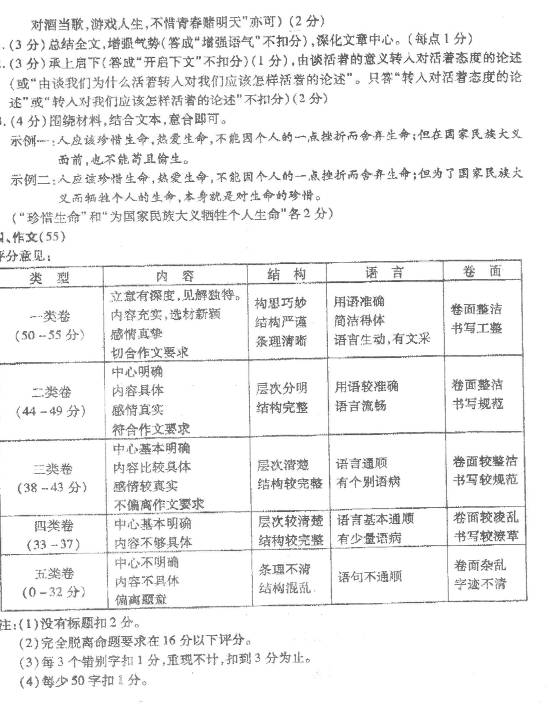 对酒当歌,游戏人生,不惜青春赌明天”亦可)(2分)
.(3分)总结全文,增强气势(答成“增强语气”不扣分),深化文章中心。(每点1分)
.(3分)承上启下(答成“开启下文”不扣分)(1分),由谈活着的意义转入对活着态度的论述
(或“由谈我们为什么活着转入对我们应该怎样活着的论述”。只答“转入对活着态度的论
述”或“转入对我们应该怎样活着的论述”不扣分)(2分)
.(4分)围绕材料,结合文本,意合即可。
示例一:人应该珍惜生命,热爱生命,不能因个人的一点挫折而舍弃生命;但在国家民族大义
面前,也不能苟且偷生。
示例二:人应该珍惜生命,热爱生命,不能因个人的一点挫折而舍弃生命;但为了国家民族大
义而牺牲个人的生命,本身就是对生命的珍惜。
(“珍惜生命”和“为国家民族大义牺牲个人生命”各2分)
、作文(55)
评分意见:
类 型 内 容 结 构 语 言 卷 面
一类卷
(50-55分)
立意有深度,见解独特。
内容充实,选材新颖
感情真挚
切合作文要求
构思巧妙
结构严谨
条理清晰
用语准确
简洁得体
语言生动,有文采
卷面整洁
书写工整
二类卷
(44-49分)
中心明确
内容具体
感情真实
符合作文要求
层次分明
结构完整
用语较准确
语言流畅
卷面整洁
书写规范
三类卷
(38-43分)
中心基本明确
内容比较具体
感情较真实
不偏离作文要求
层次清楚
结构较完整
语言通顺
有个别语病
卷面较整洁
书写较规范
四类卷
(33-37)
中心基本明确
内容不够具体
层次较清楚
结构较完整
语言基本通顺
有少量语病
卷面较凌乱
书写较潦草
五类卷
(0-32分)
中心不明确
内容不具体
偏离题意
条理不清
结构混乱
语句不通顺
卷面杂乱
字迹不清
注:(1)没有标题扣2分。
(2)完全脱离命题要求在16分以下评分。
(3)每3个错别字扣1分,重现不计,扣到3分为止。
(4)每少50字扣1分。